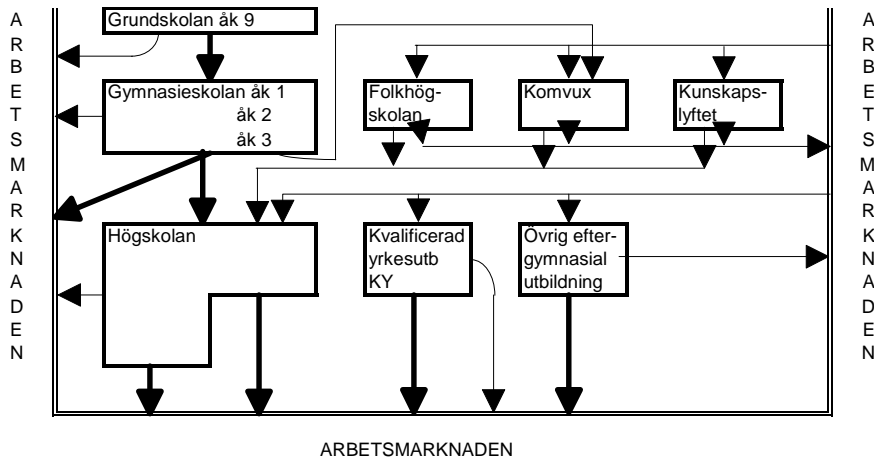 Grundskolan åk 9
Gymnasieskolan åk 1
åk 2
åk 3
Folkhög-
skolan
Komvux
Kunskaps-
lyftet
Högskolan
Kvalificerad
yrkesutb
KY
Övrig efter-
gymnasial
utbildning
A
R
B
E
T
S
M
A
R
K
N
A
D
E
N
A
R
B
E
T
S
M
A
R
K
N
A
D
E
N
ARBETSMARKNADEN